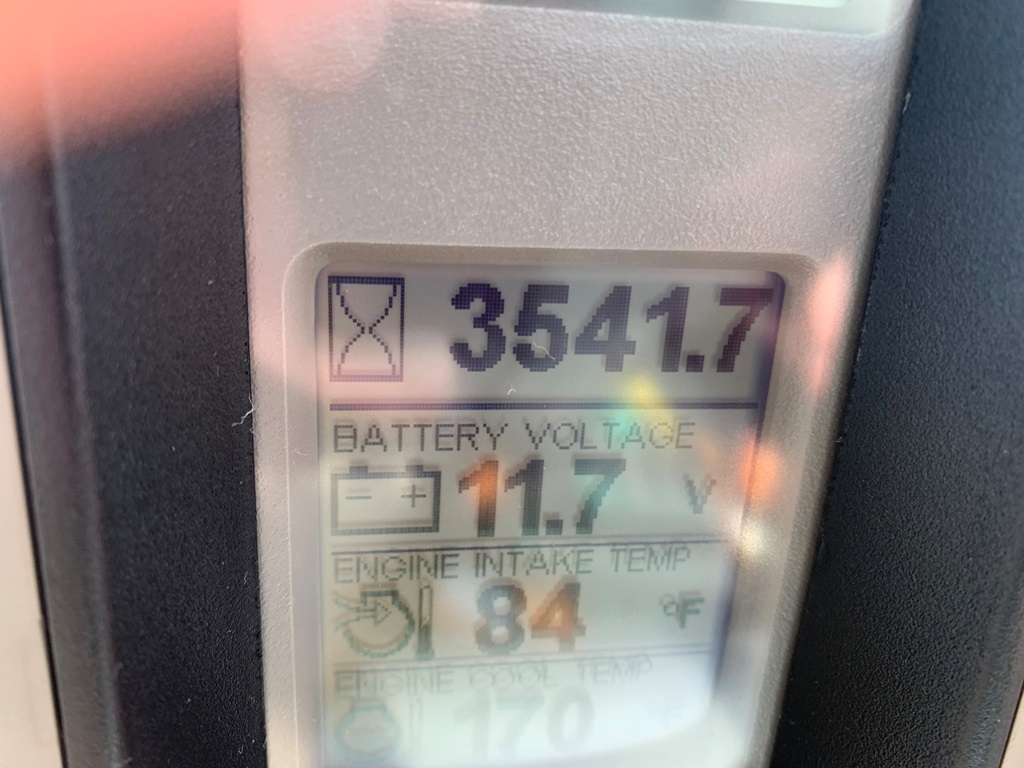 3541.7
BATTERY VOLTAGE
- + 11.7 V
ENGINE INTAKE TEMP
84 °F
ENGINE COOL TEMP
170